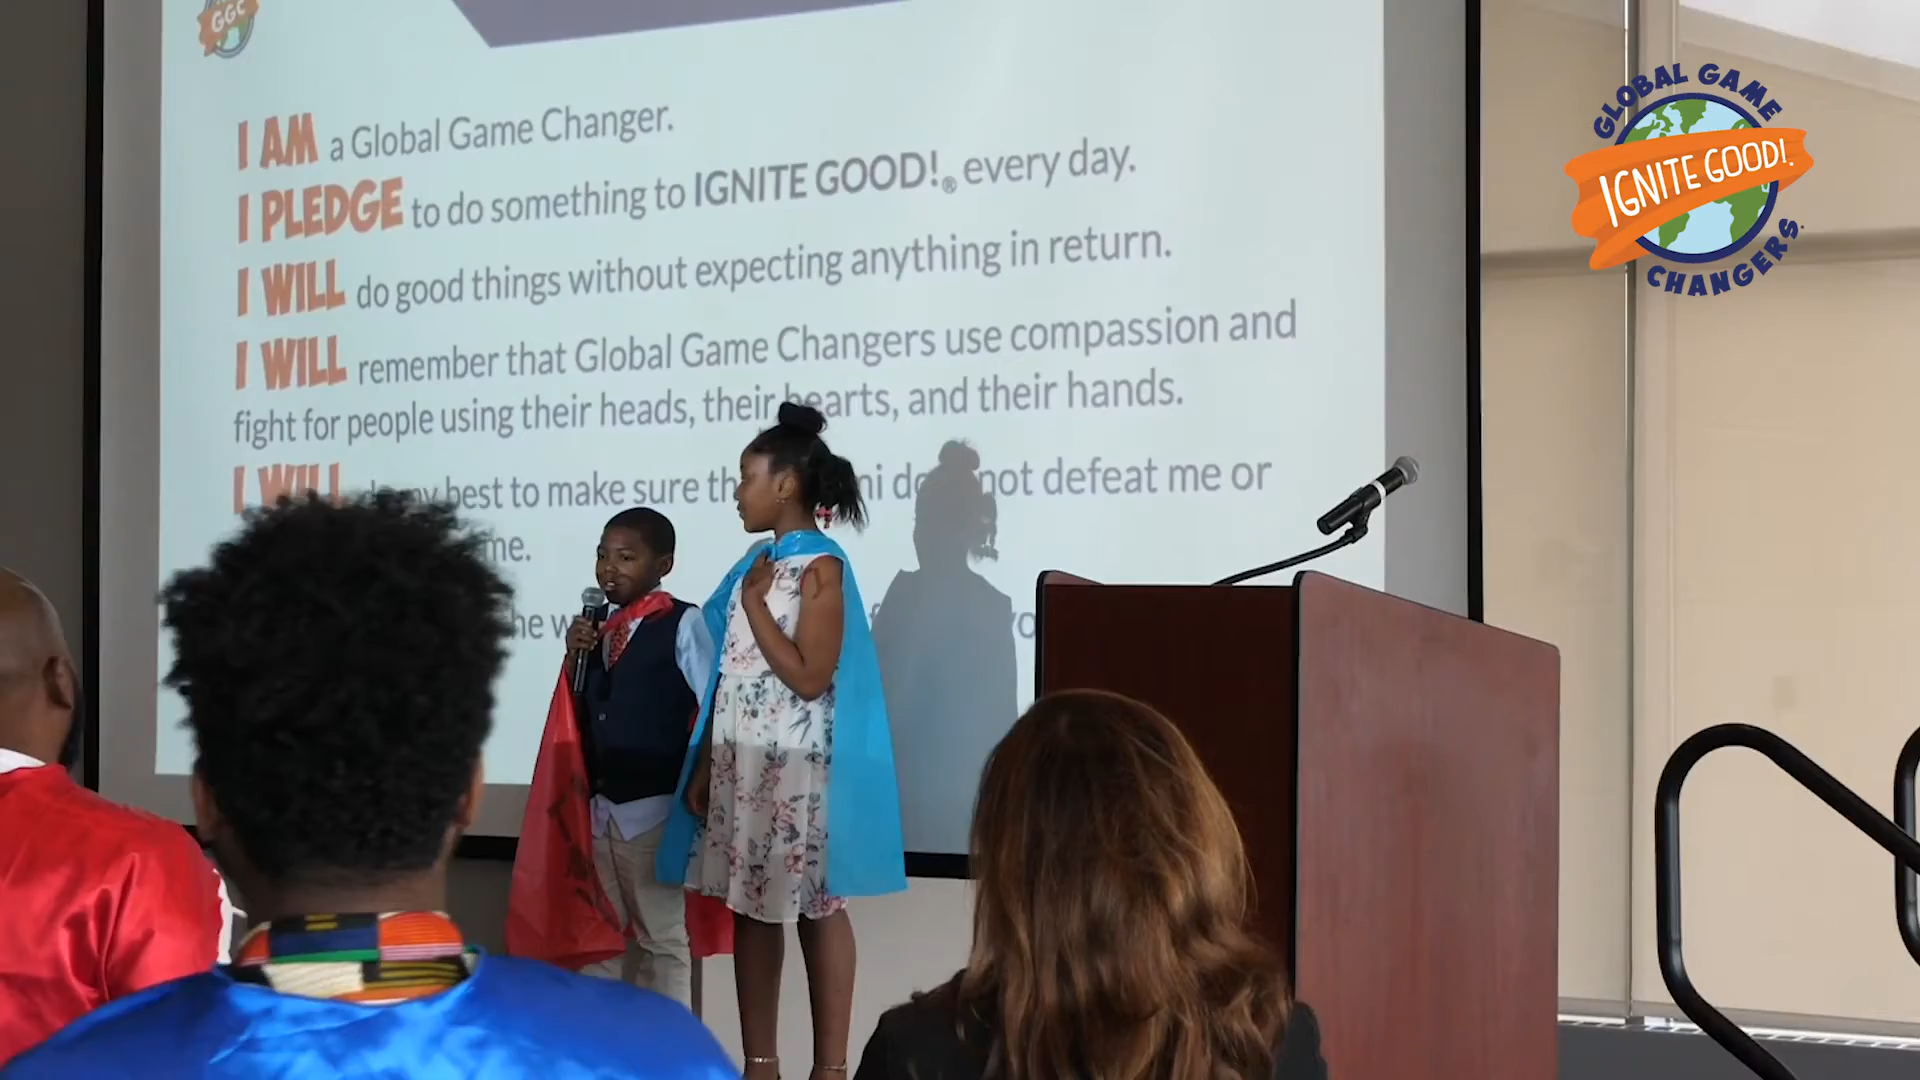 GGC
I AM a Global Game Changer.
I PLEDGE to do something to IGNITE GOOD!® every day.
I WILL do good things without expecting anything in return.
I WILL remember that Global Game Changers use compassion and
fight for people using their heads, their hearts, and their hands.
I WILL my best to make sure not defeat me or
me.
GLOBAL GAME
IGNITE GOOD!
CHANGERS